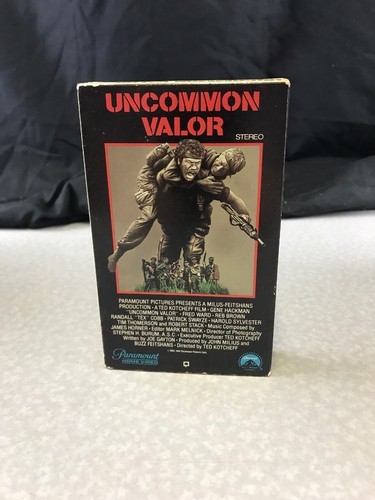 UNCOMMON
VALOR
STEREO
PARAMOUNT PICTURES PRESENTS A MILIUS-FEITSHANS
PRODUCTION • A TED KOTCHEFF FILM • GENE HACKMAN
"UNCOMMON VALOR" • FRED WARD • REB BROWN
RANDALL "TEX" COBB • PATRICK SWAYZE • HAROLD SYLVESTER
TIM THOMERSON and ROBERT STACK • Music Composed by
JAMES HORNER • Editor MARK MELNICK • Director of Photography
STEPHEN H. BURUM, A.S.C. • Executive Producer TED KOTCHEFF
Written by JOE GAYTON • Produced by JOHN MILIUS and
BUZZ FEITSHANS • Directed by TED KOTCHEFF
Paramount
HOME VIDEO